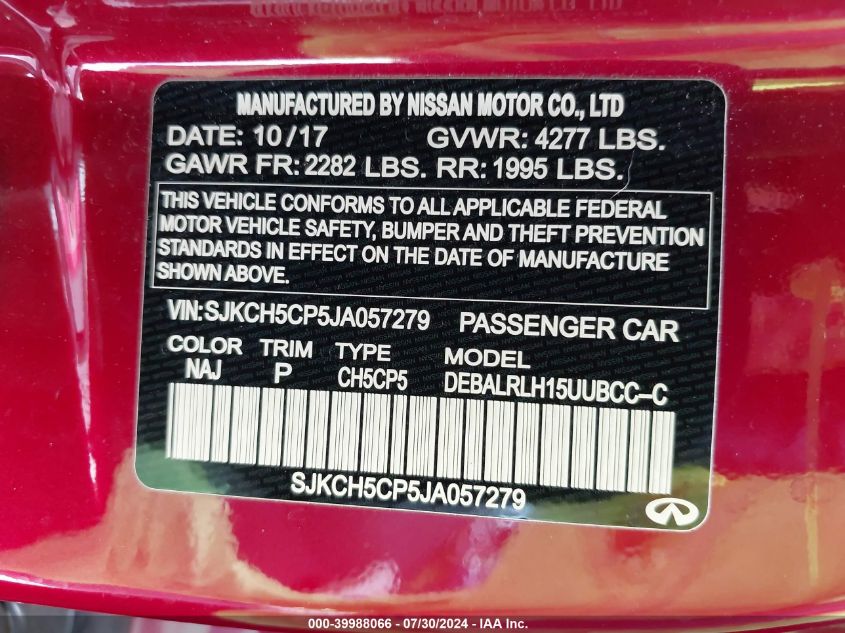 MANUFACTURED BY NISSAN MOTOR CO., LTD
DATE: 10/17 GVWR: 4277 LBS.
GAWR FR: 2282 LBS. RR: 1995 LBS.
THIS VEHICLE CONFORMS TO ALL APPLICABLE FEDERAL
MOTOR VEHICLE SAFETY, BUMPER AND THEFT PREVENTION
STANDARDS IN EFFECT ON THE DATE OF MANUFACTURE
SHOWN ABOVE.
VIN:SJKCH5CP5JA057279 PASSENGER CAR
COLOR TRIM TYPE MODEL
NAJ P CH5CP5 DEBALRLH15UUBCC–C
SJKCH5CP5JA057279
000-39988066 / 07/30/2024 - IAA Inc.